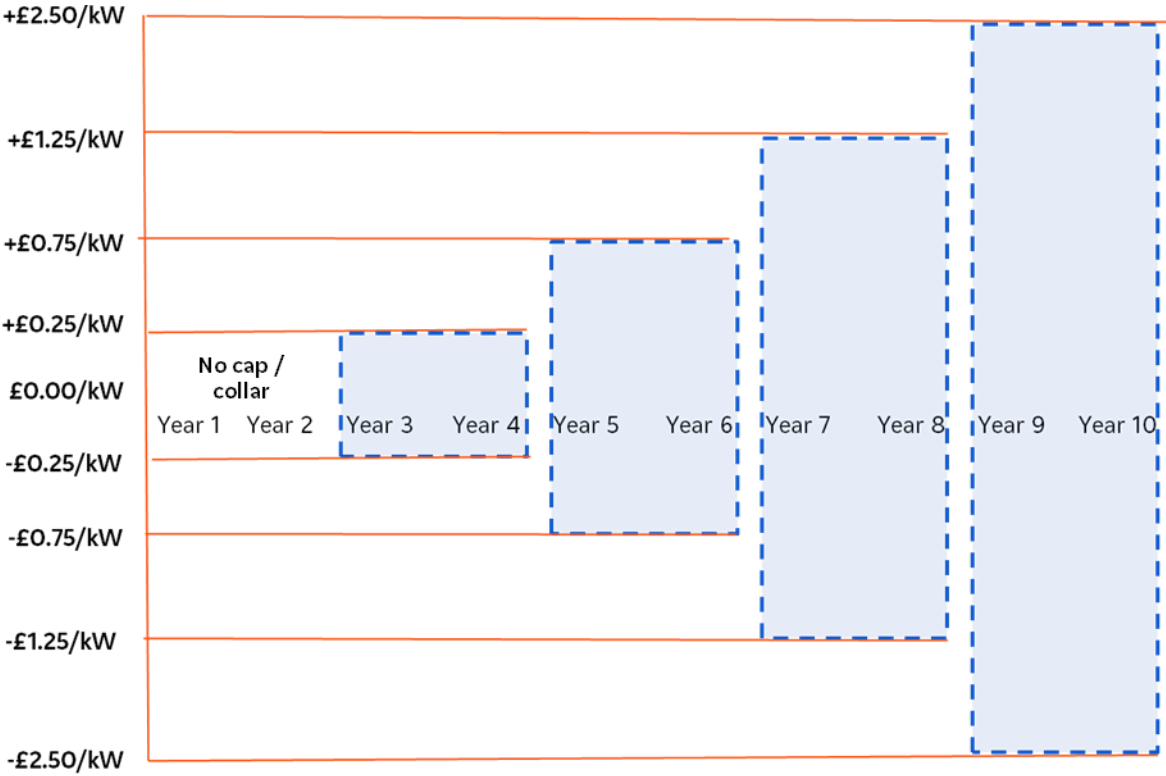 +£2.50/kW
+£1.25/kW
+£0.75/kW
+£0.25/kW
No cap /
collar
£0.00/kW
Year 1 Year 2 Year 3 Year 4 Year 5 Year 6 Year 7 Year 8 Year 9 Year 10
-£0.25/kW
-£0.75/kW
-£1.25/kW
-£2.50/kW